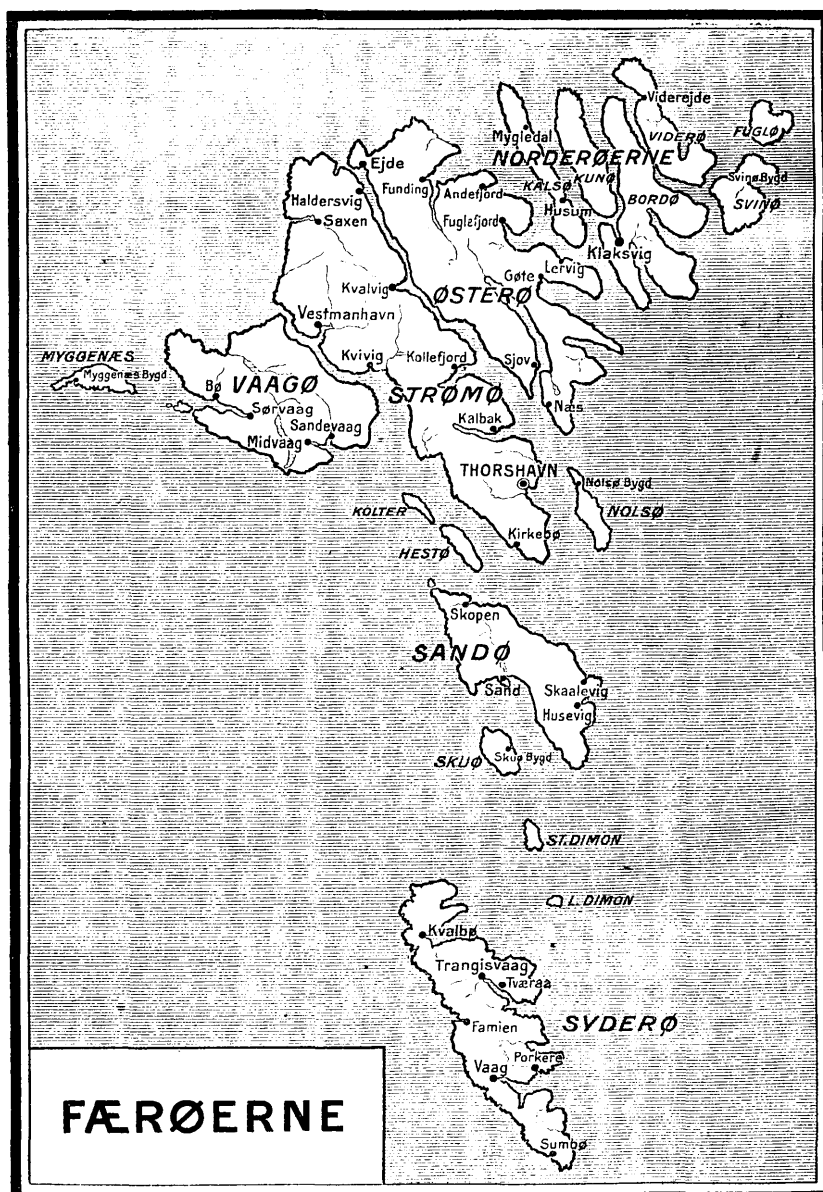 Viderejde
Mygledal
VIDERØ
FUGLØ
NORDERØERNE
Ejde
Funding
Andefjord
KALSØ
KUNØ
Svinø Bygd
Haldersvig
Husum
BORDØ
SVINØ
Saxen
Fuglefjord
Klaksvig
Gøte
Lervig
Kvalvig
ØSTERØ
Vestmanhavn
MYGGENÆS
Myggenæs Bygd
Kvivig
Kollefjord
Sjov
Bø
VAAGØ
STRØMØ
Næs
Sørvaag
Sandevaag
Kalbak
Midvaag
THORSHAVN
Nolsø Bygd
KOLTER
NOLSØ
Kirkebø
HESTØ
Skopen
SANDØ
Sand
Skaalevig
Husevig
SKUØ
Skuø Bygd
ST. DIMON
L. DIMON
Kvalbø
Trangisvaag
Tværaa
Famien
SYDERØ
Porkere
Vaag
FÆRØERNE
Sumbø